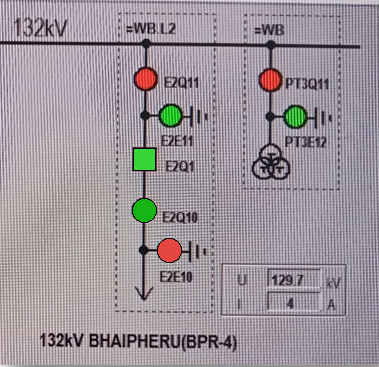 132kV
=WB.L2
=WB
E2Q11
PT3Q11
E2E11
PT3E12
E2Q1
E2Q10
E2E10
U 129.7 kV
I 4 A
132kV BHAIPHERU(BPR-4)